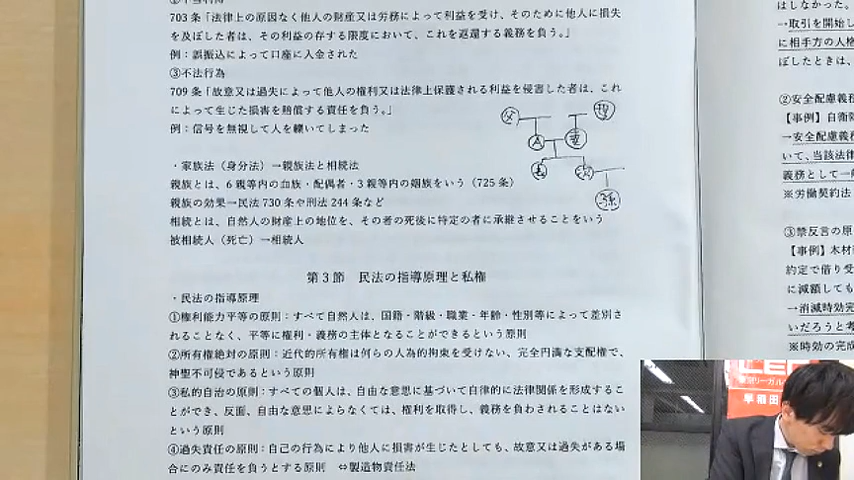 703 条「法律上の原因なく他人の財産又は労務によって利益を受け、そのために他人に損失
を及ぼした者は、その利益の存する限度において、これを返還する義務を負う。」
例：誤振込によって口座に入金された
③不法行為
709 条「故意又は過失によって他人の権利又は法律上保護される利益を侵害した者は、これ
によって生じた損害を賠償する責任を負う。」
例：信号を無視して人を轢いてしまった
父
A
妻
孫
・家族法（身分法）→親族法と相続法
親族とは、6 親等内の血族・配偶者・3 親等内の姻族をいう（725 条）
親族の効果→民法 730 条や刑法 244 条など
相続とは、自然人の財産上の地位を、その者の死後に特定の者に承継させることをいう
被相続人（死亡）→相続人
第 3 節　民法の指導原理と私権
・民法の指導原理
①権利能力平等の原則：すべて自然人は、国籍・階級・職業・年齢・性別等によって差別さ
れることなく、平等に権利・義務の主体となることができるという原則
②所有権絶対の原則：近代的所有権は何らの人為的拘束を受けない、完全円満な支配権で、
神聖不可侵であるという原則
③私的自治の原則：すべての個人は、自由な意思に基づいて自律的に法律関係を形成するこ
とができ、反面、自由な意思によらなくては、権利を取得し、義務を負わされることはない
という原則
④過失責任の原則：自己の行為により他人に損害が生じたとしても、故意又は過失がある場
合にのみ責任を負うとする原則　⇔製造物責任法
はしなかった。
→取引を開始し
に相手方の人格
ぼしたときは、
②安全配慮義務
【事例】自衛隊
→安全配慮義務
いて、当該法律
義務として一般
※労働契約法
③禁反言の原
【事例】木材
約定で借り受
に減額しても
→消滅時効完
いだろうと考
※時効の完成
早稲田